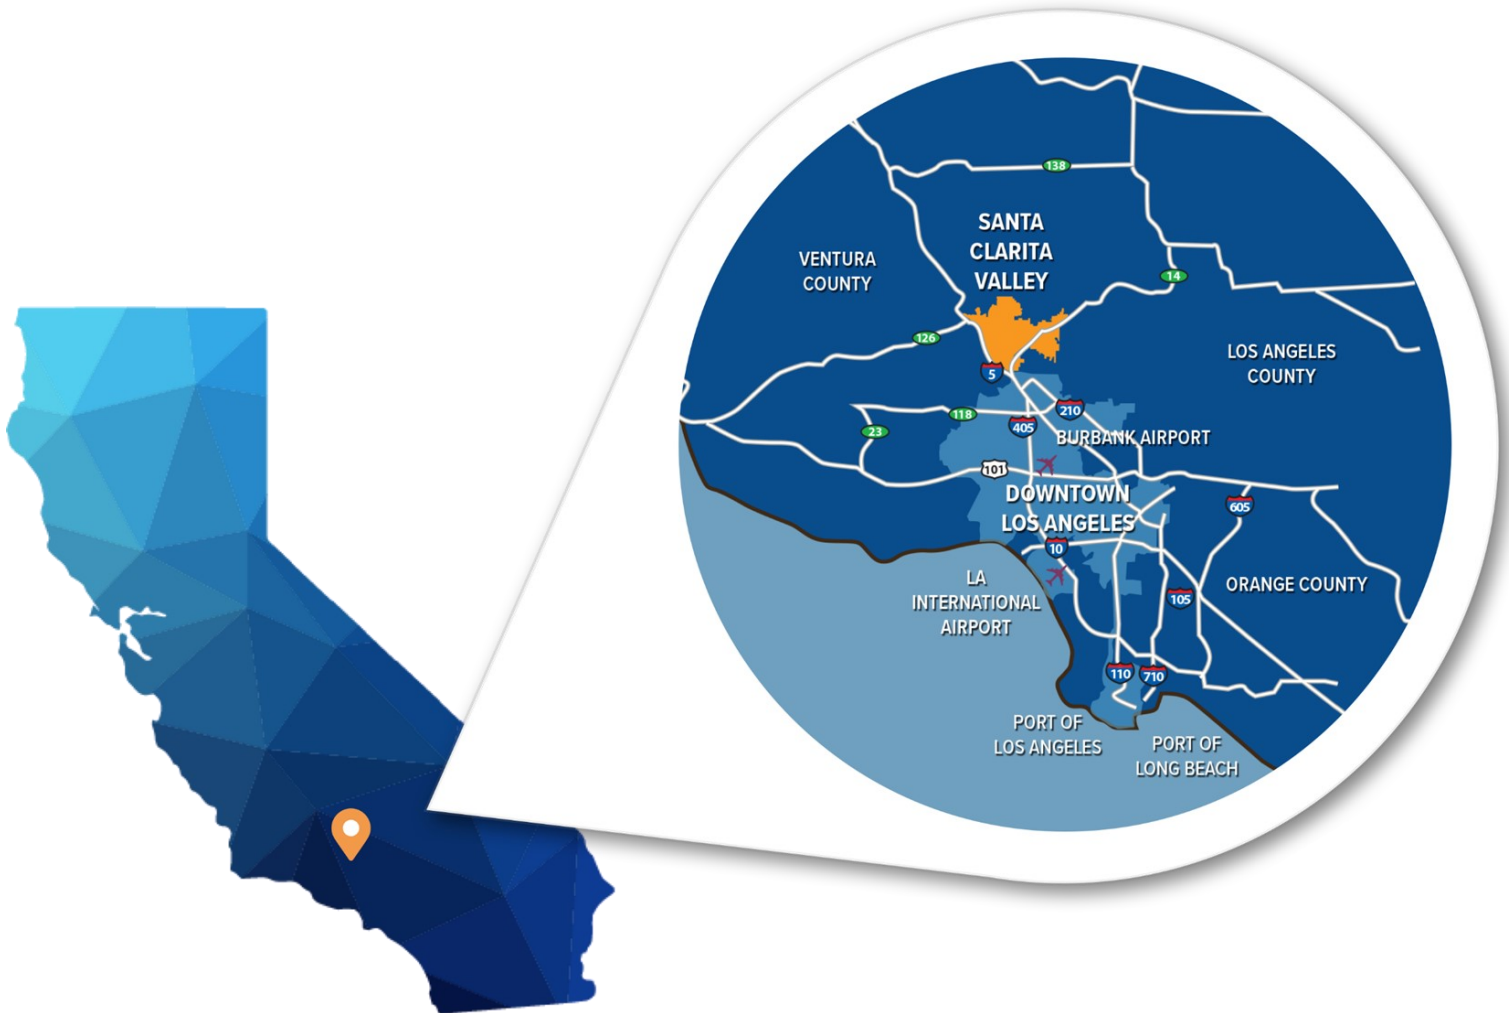 138
SANTA
CLARITA
VALLEY
VENTURA
COUNTY
14
126
LOS ANGELES
COUNTY
5
118
210
405
23
BURBANK AIRPORT
101
DOWNTOWN
LOS ANGELES
605
10
LA
INTERNATIONAL
AIRPORT
105
ORANGE COUNTY
110
710
PORT OF
LOS ANGELES
PORT OF
LONG BEACH